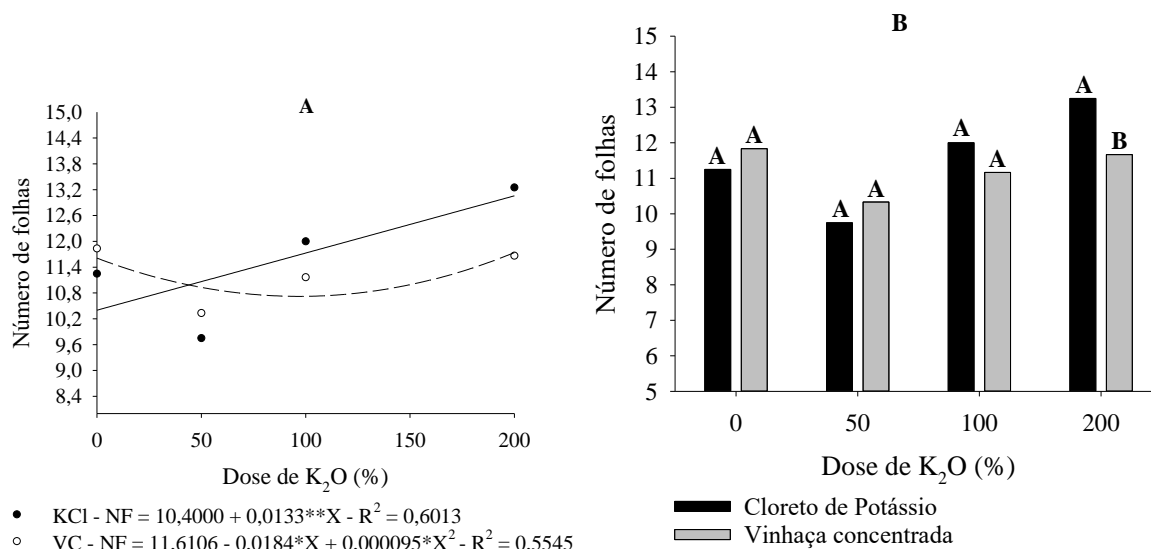 A
Número de folhas
15,0
14,4
13,8
13,2
12,6
12,0
11,4
10,8
10,2
9,6
9,0
8,4
0 50 100 150 200
Dose de K₂O (%)
● KCl - NF = 10,4000 + 0,0133**X - R² = 0,6013
○ VC - NF = 11,6106 - 0,0184*X + 0,000095*X² - R² = 0,5545
B
Número de folhas
15
14
13
12
11
10
9
8
7
6
5
A A A A A A A B
0 50 100 200
Dose de K₂O (%)
Cloreto de Potássio
Vinhaça concentrada